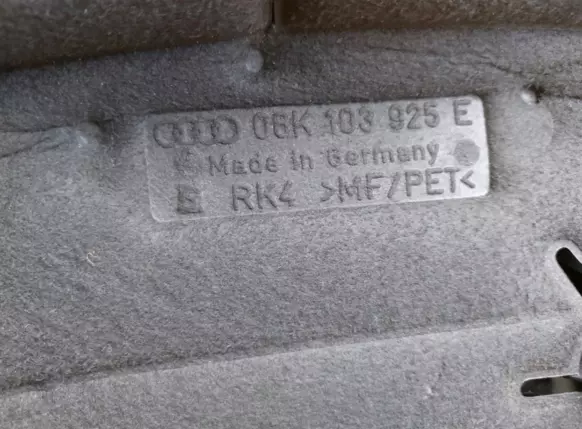 06K 103 925 E
Made in Germany
E RK4 >MF/PET<